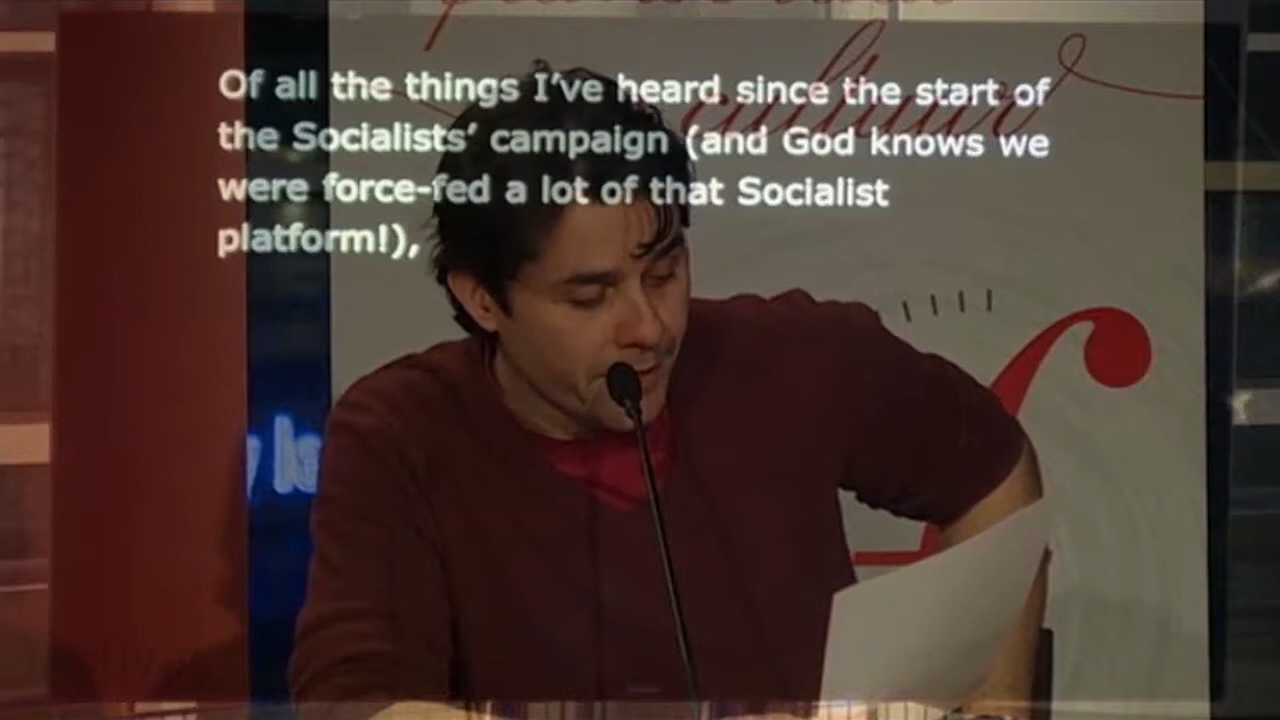 cultur
Of all the things I've heard since the start of
the Socialists' campaign (and God knows we
were force-fed a lot of that Socialist
platform!),